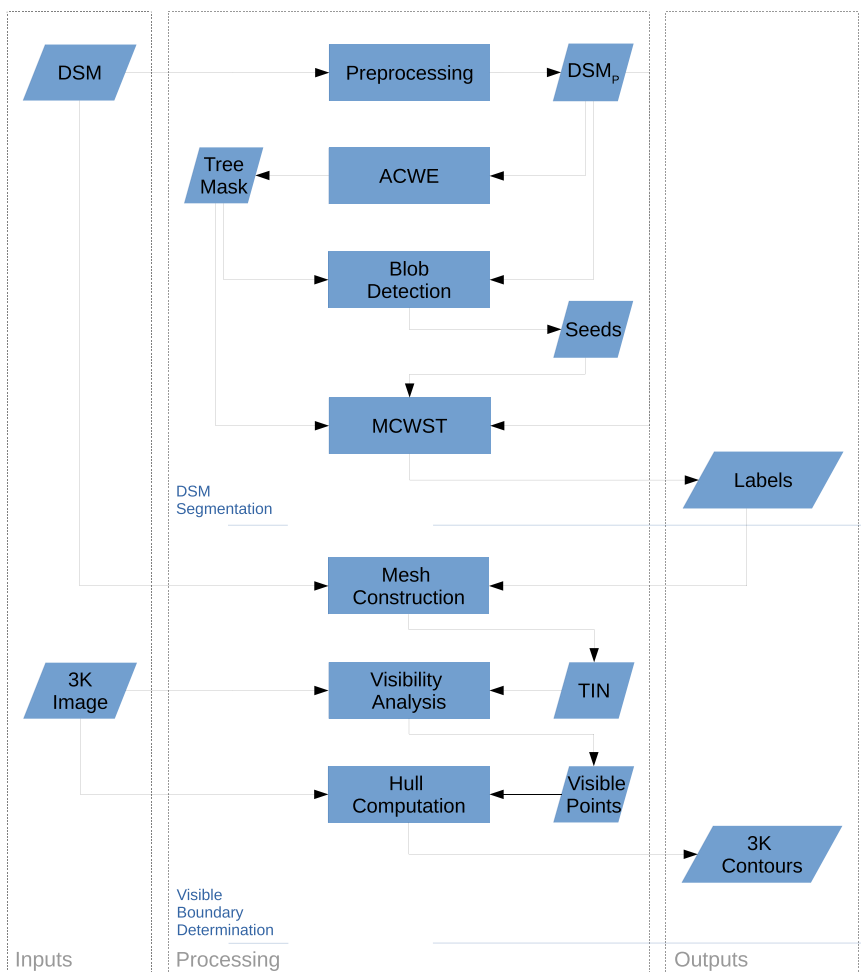 DSM
Preprocessing
DSMP
Tree
Mask
ACWE
Blob
Detection
Seeds
MCWST
Labels
DSM
Segmentation
Mesh
Construction
3K
Image
Visibility
Analysis
TIN
Hull
Computation
Visible
Points
3K
Contours
Visible
Boundary
Determination
Inputs
Processing
Outputs